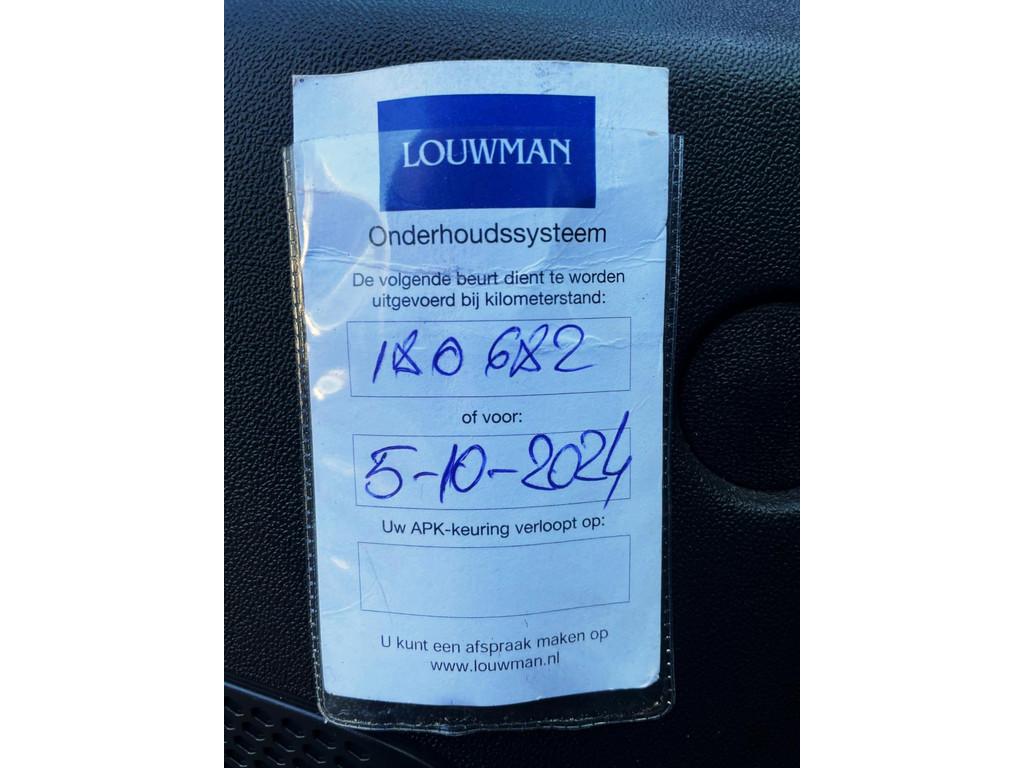 LOUWMAN
Onderhoudssysteem
De volgende beurt dient te worden
uitgevoerd bij kilometerstand:
180 682
of voor:
5-10-2024
Uw APK-keuring verloopt op:
U kunt een afspraak maken op
www.louwman.nl